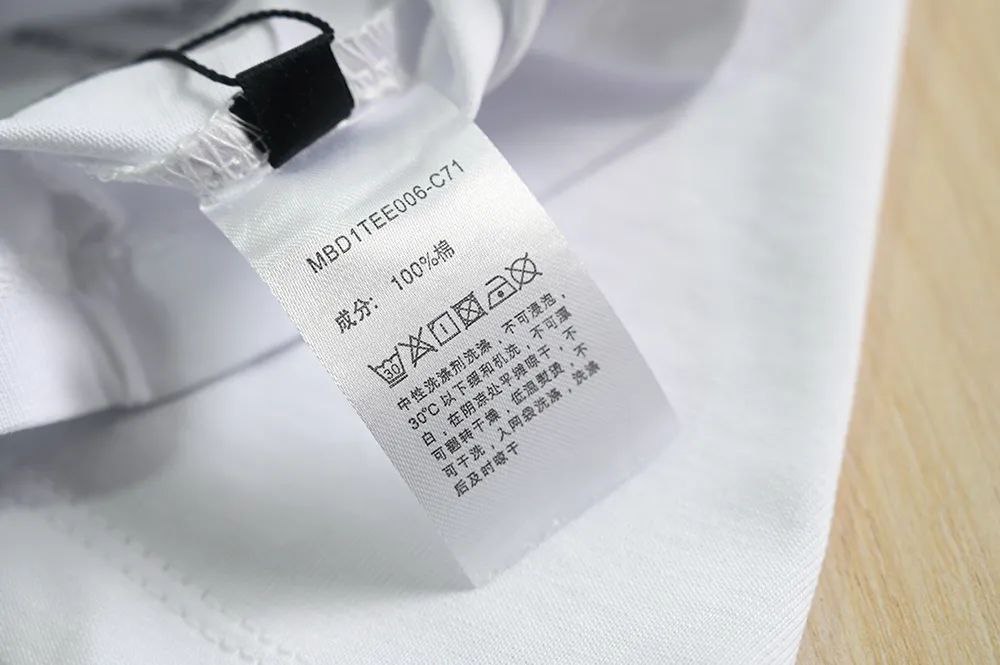 MBD1TEE006-C71
成分: 100%棉
30
中性洗涤剂洗涤，不可浸泡，
30°C以下缓和机洗，不可漂
白，在阴凉处平摊晾干，不
可翻转干燥，低温熨烫，不
可干洗，入网袋洗涤，洗涤
后及时晾干